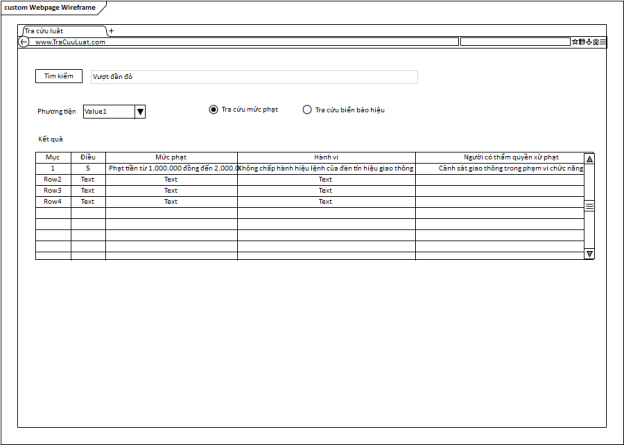 custom Webpage Wireframe
Tra cứu luật
www.TraCuuLuat.com
Tìm kiếm Vượt đèn đỏ
Phương tiện Value1 Tra cứu mức phạt Tra cứu biển báo hiệu
Kết quả
Mục Điều Mức phạt Hành vi Người có thẩm quyền xử phạt
1 5 Phạt tiền từ 1.000.000 đồng đến 2.000.0 Không chấp hành hiệu lệnh của đèn tín hiệu giao thông Cảnh sát giao thông trong phạm vi chức năng
Row2 Text Text Text
Row3 Text Text Text
Row4 Text Text Text